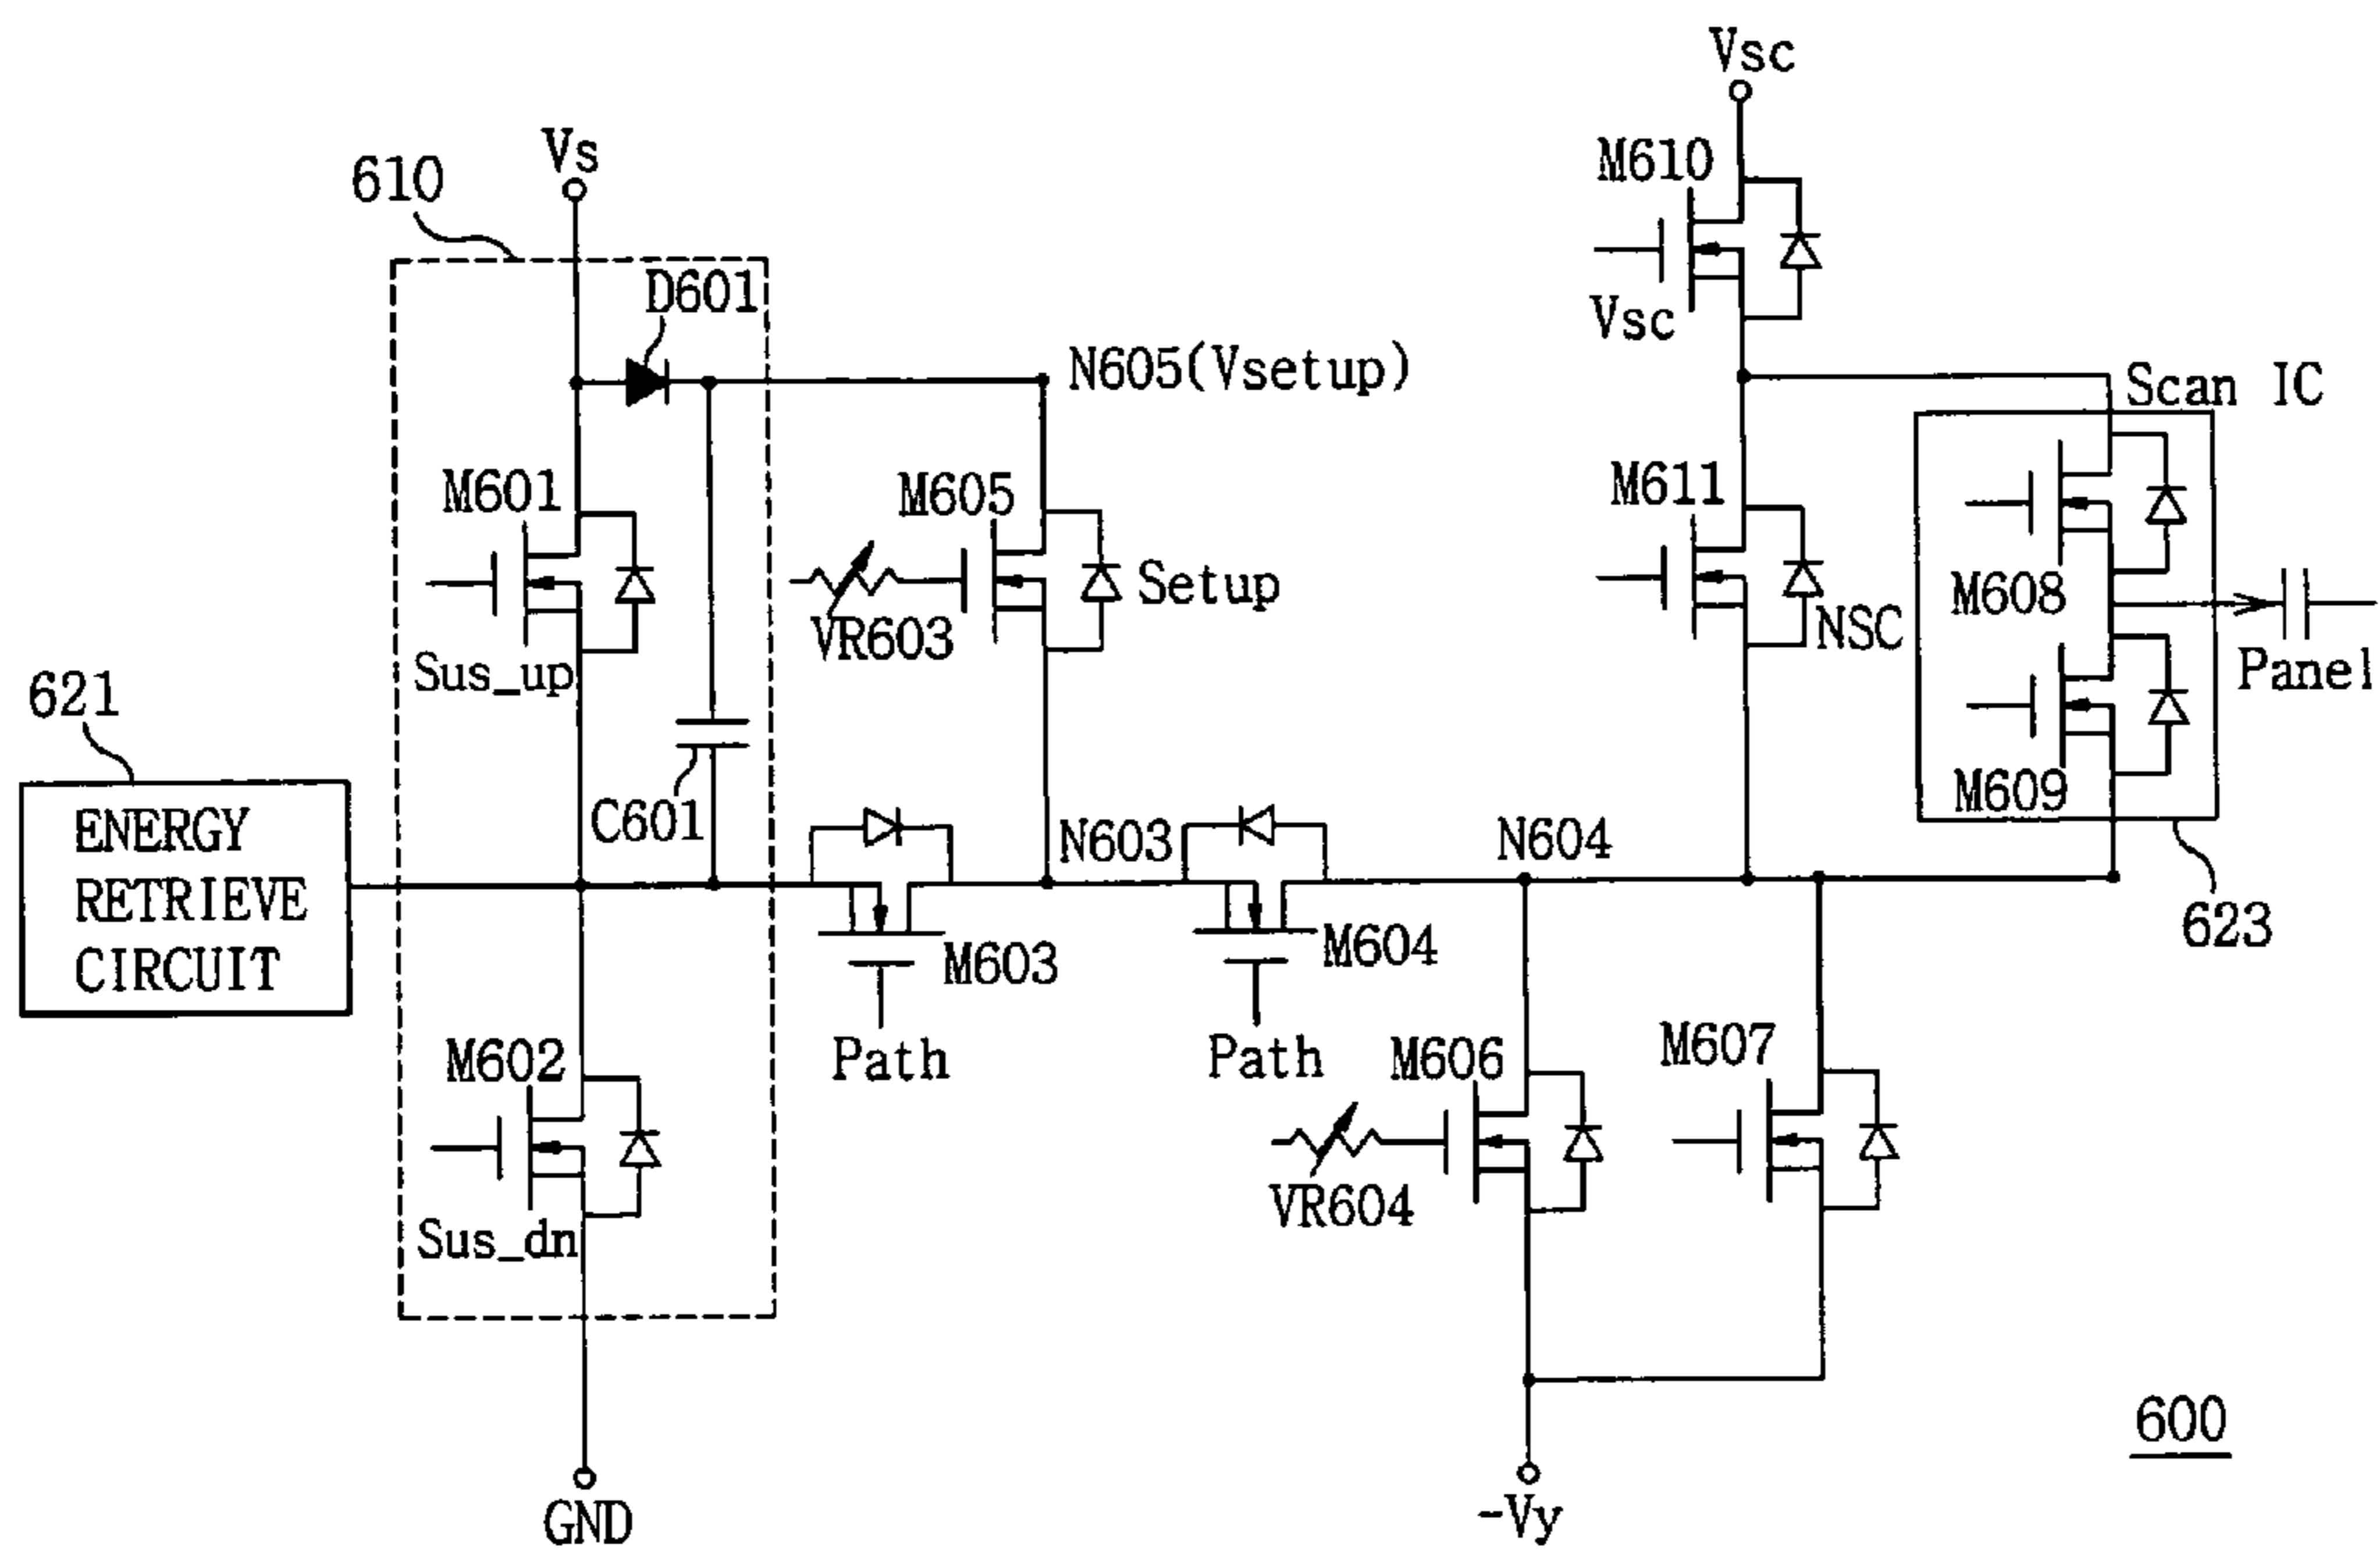 Vsc
Vs
M610
610
D601
Vsc
N605(Vsetup)
Scan IC
M601
M605
M611
Setup
M608
VR603
NSC
Sus_up
Panel
621
M609
ENERGY
RETRIEVE
CIRCUIT
C601
N603
N604
623
M603
M604
M602
Path
Path
M606
M607
VR604
Sus_dn
600
GND
-Vy